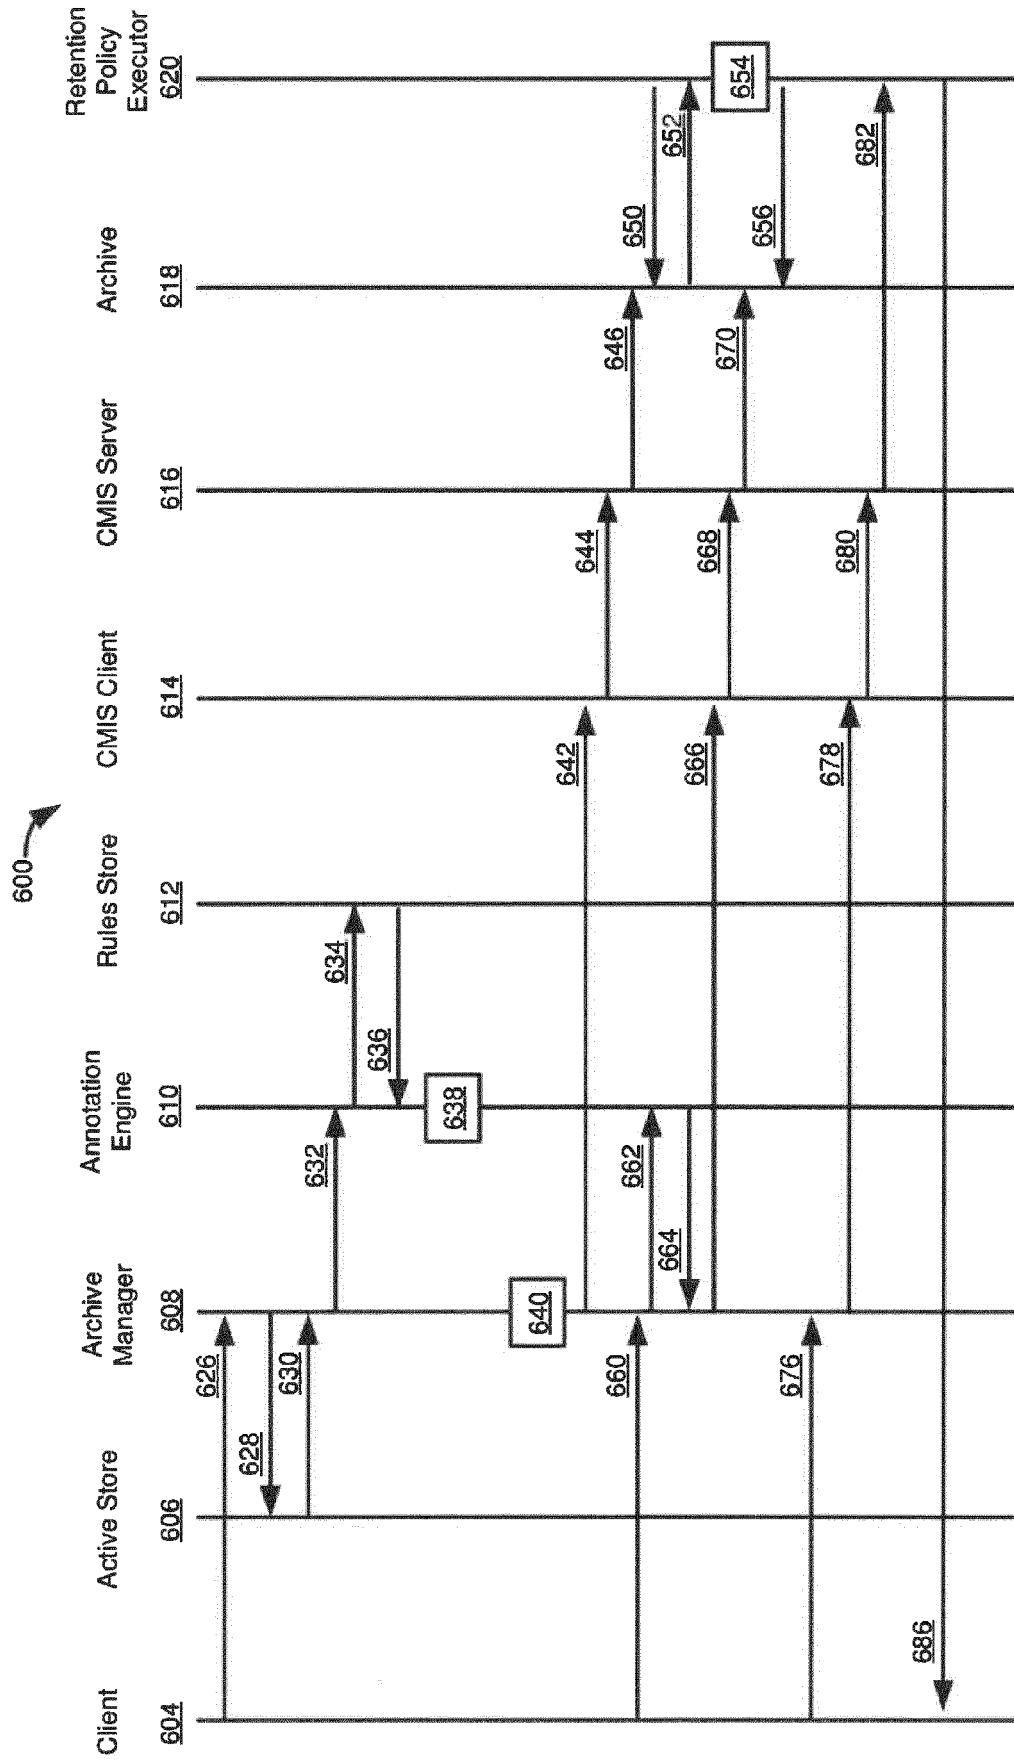 600
Client
604
Active Store
606
Archive
Manager
608
Annotation
Engine
610
Rules Store
612
CMIS Client
614
CMIS Server
616
Archive
618
Retention
Policy
Executor
620
626
628
630
632
634
636
638
640
642
644
646
650
652
654
656
660
662
664
666
668
670
676
678
680
682
686